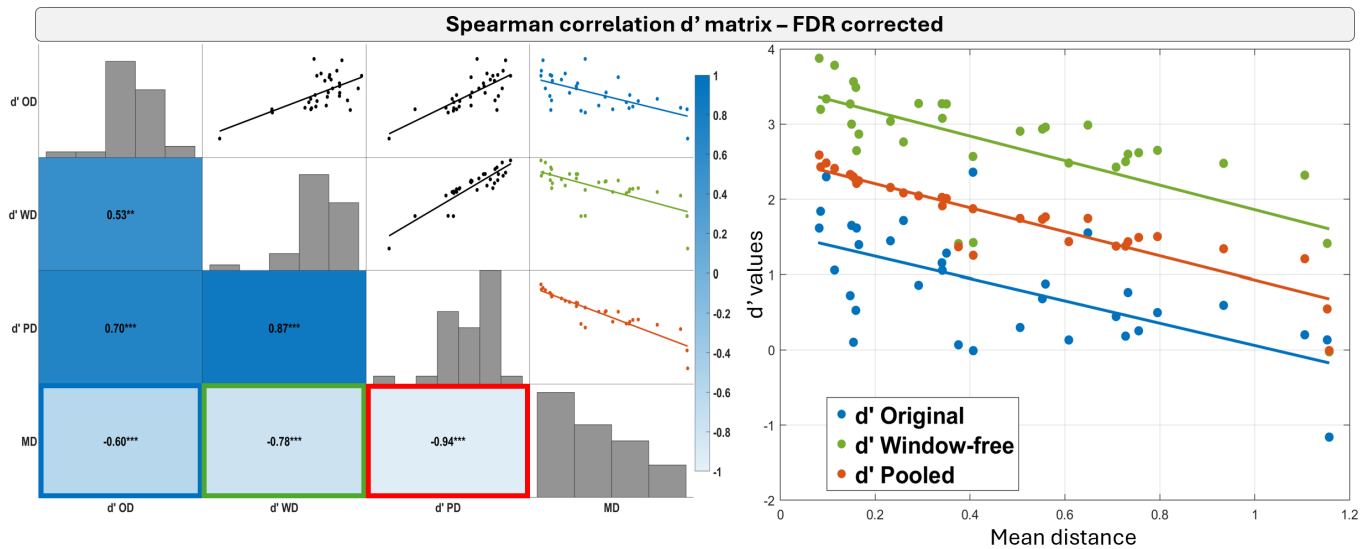 Spearman correlation d’ matrix – FDR corrected
d' OD
d' WD
0.53**
d' PD
0.70***
0.87***
MD
-0.60***
-0.78***
-0.94***
d' OD
d' WD
d' PD
MD
1
0.8
0.6
0.4
0.2
0
-0.2
-0.4
-0.6
-0.8
-1
d’ values
4
3
2
1
0
-1
-2
d' Original
d' Window-free
d' Pooled
0
0.2
0.4
0.6
0.8
1
1.2
Mean distance